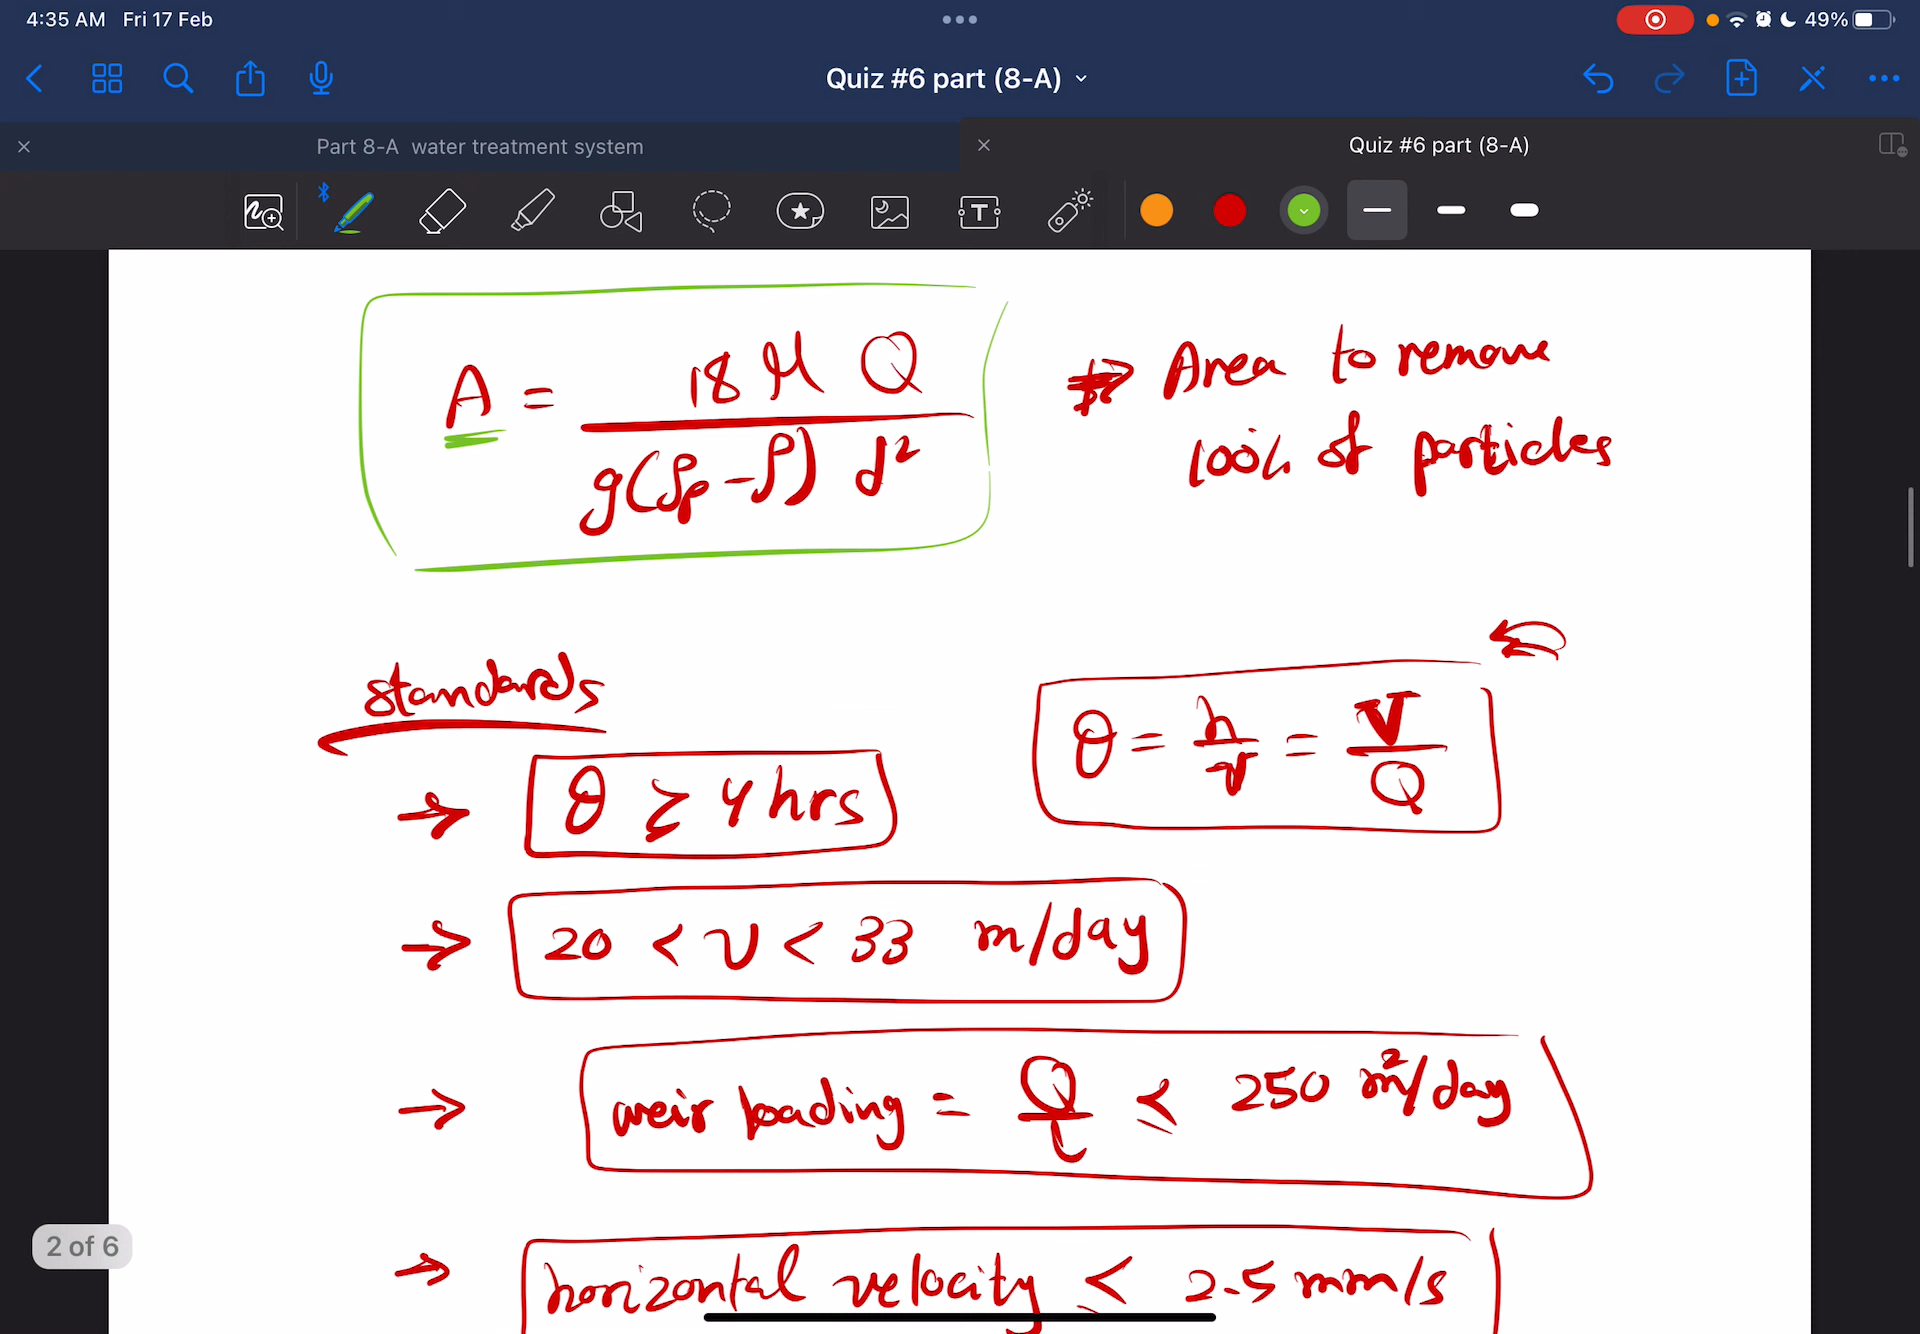 4:35 AM Fri 17 Feb
49%
Quiz #6 part (8-A)
Part 8-A water treatment system
Quiz #6 part (8-A)
A = 18 μ Q / g(ρp - ρ) d²
⇒ Area to remove
100% of particles
standards
θ = h/v = V/Q
→ θ ≥ 4 hrs
→ 20 < v < 33 m/day
→ weir loading = Q/L ≤ 250 m²/day
→ horizontal velocity ≤ 2.5 mm/s
2 of 6